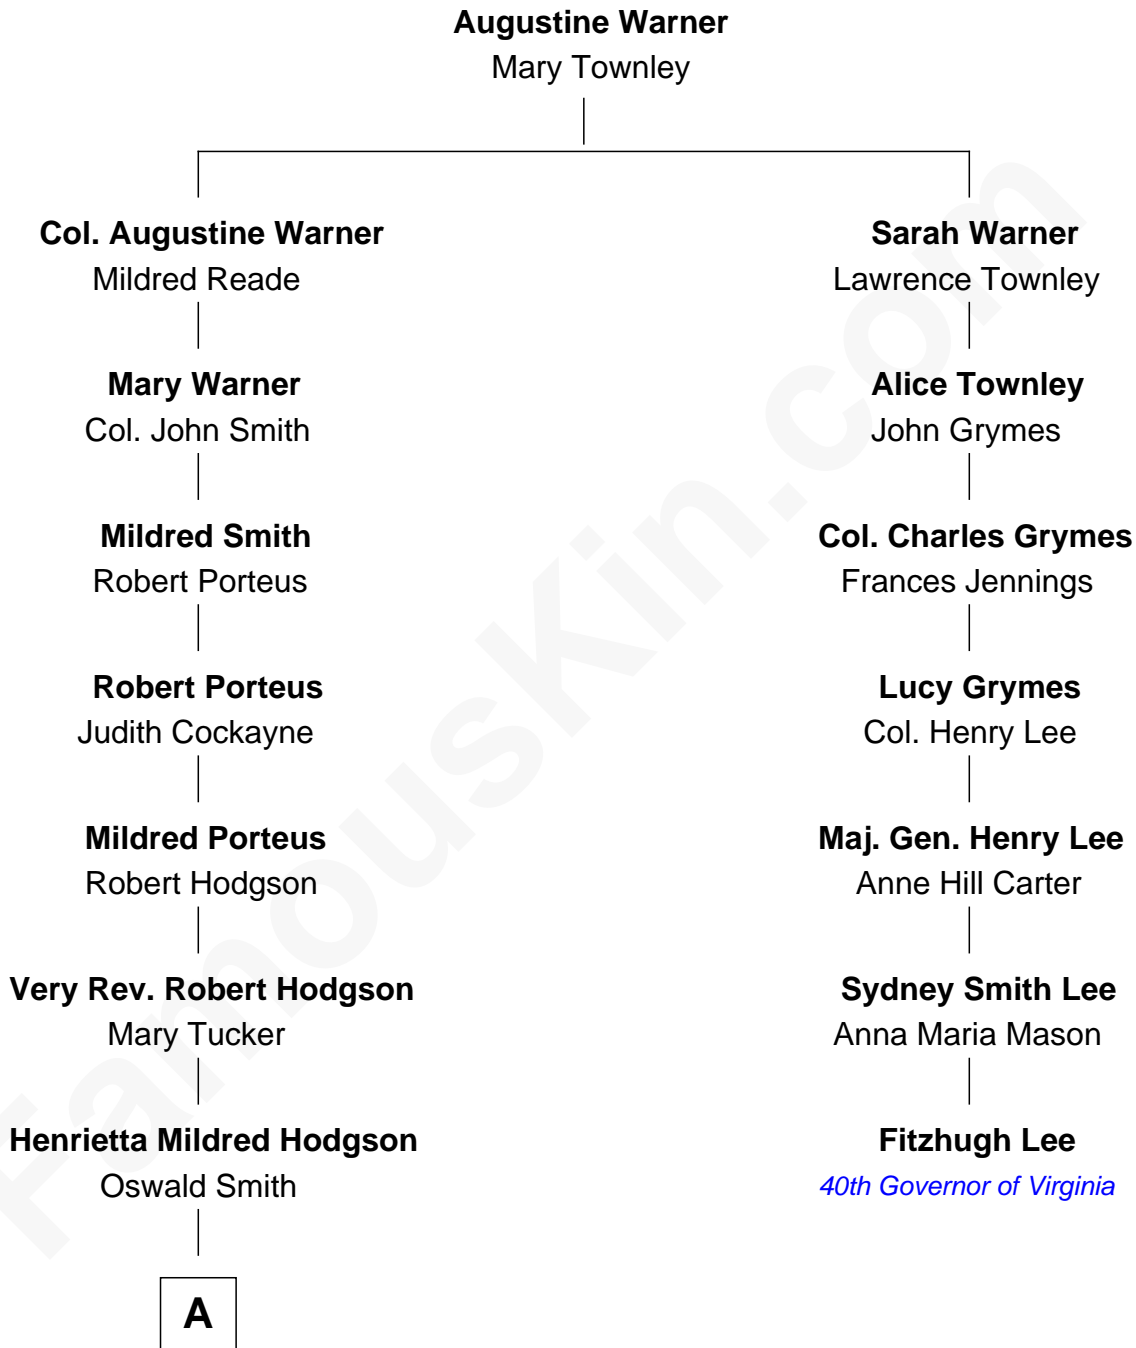 Augustine Warner
Mary Townley
Col. Augustine Warner
Mildred Reade
Sarah Warner
Lawrence Townley
Mary Warner
Col. John Smith
Alice Townley
John Grymes
Mildred Smith
Robert Porteus
Col. Charles Grymes
Frances Jennings
Robert Porteus
Judith Cockayne
Lucy Grymes
Col. Henry Lee
Mildred Porteus
Robert Hodgson
Maj. Gen. Henry Lee
Anne Hill Carter
Very Rev. Robert Hodgson
Mary Tucker
Sydney Smith Lee
Anna Maria Mason
Henrietta Mildred Hodgson
Oswald Smith
Fitzhugh Lee
40th Governor of Virginia
A
FamousKin.com